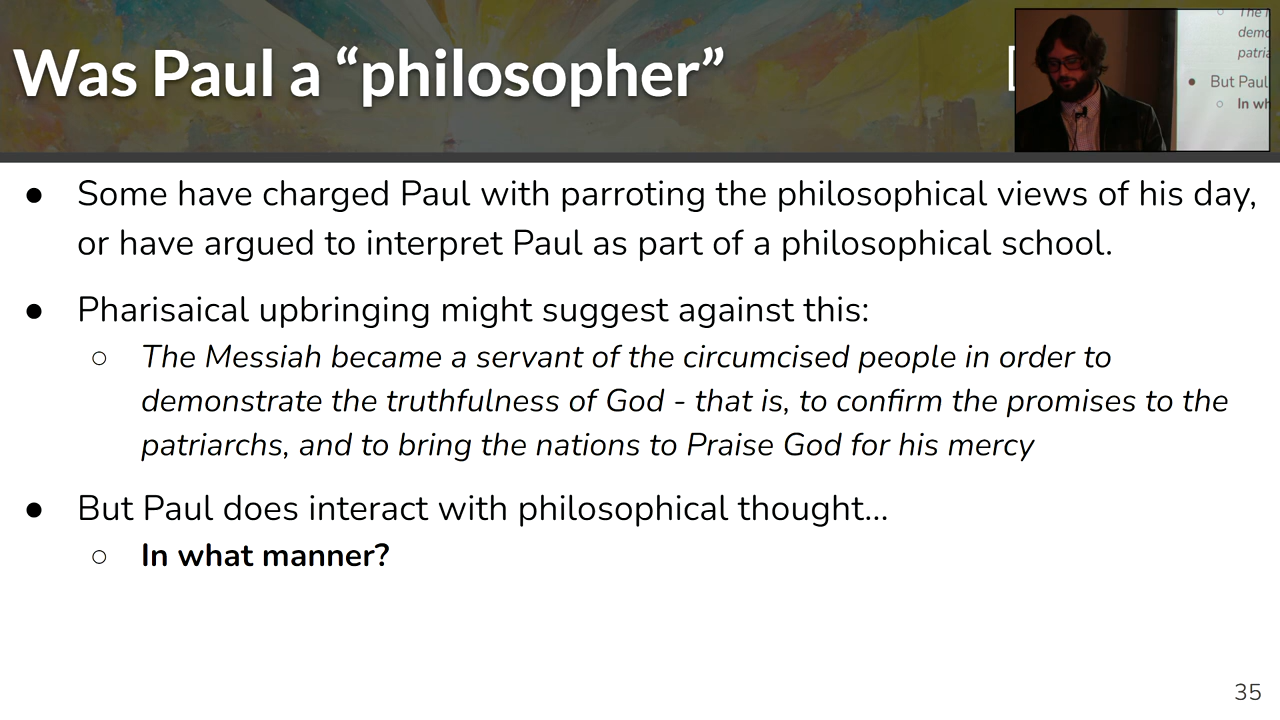 Was Paul a “philosopher”
● Some have charged Paul with parroting the philosophical views of his day,
or have argued to interpret Paul as part of a philosophical school.
● Pharisaical upbringing might suggest against this:
○ The Messiah became a servant of the circumcised people in order to
demonstrate the truthfulness of God - that is, to confirm the promises to the
patriarchs, and to bring the nations to Praise God for his mercy
● But Paul does interact with philosophical thought...
○ In what manner?
35
● But Paul